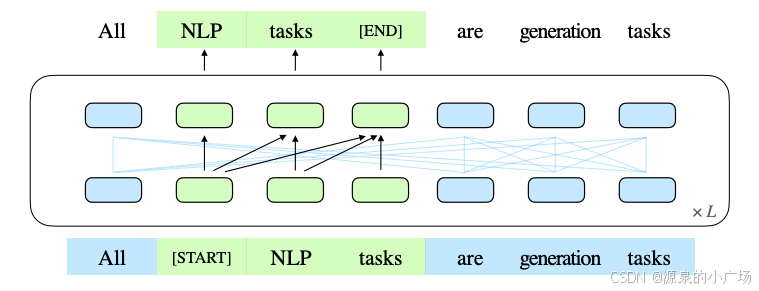 All NLP tasks [END] are generation tasks
× L
All [START] NLP tasks are generation tasks
CSDN @源泉的小广场